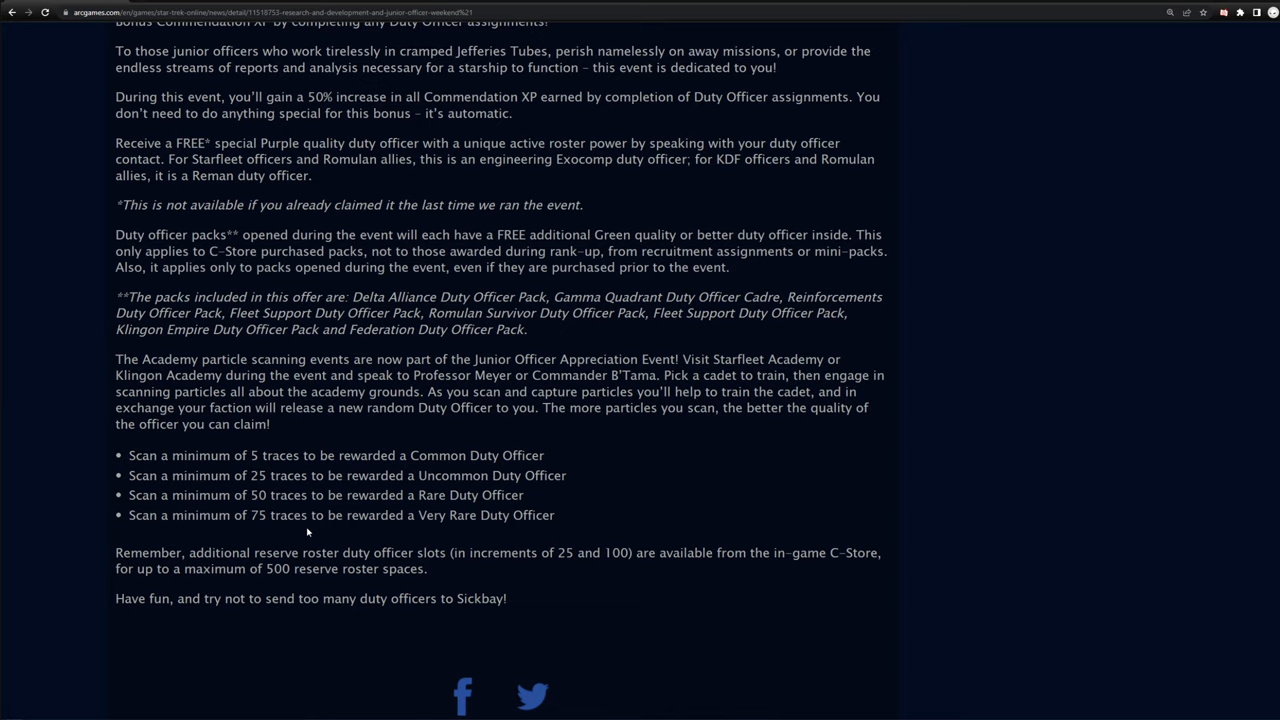 arcgames.com/en/games/star-trek-online/news/detail/11518753-research-and-development-and-junior-officer-weekend%21
Bonus Commendation XP by completing any Duty Officer assignments!
To those junior officers who work tirelessly in cramped Jefferies Tubes, perish namelessly on away missions, or provide the
endless streams of reports and analysis necessary for a starship to function – this event is dedicated to you!
During this event, you’ll gain a 50% increase in all Commendation XP earned by completion of Duty Officer assignments. You
don’t need to do anything special for this bonus – it’s automatic.
Receive a FREE* special Purple quality duty officer with a unique active roster power by speaking with your duty officer
contact. For Starfleet officers and Romulan allies, this is an engineering Exocomp duty officer; for KDF officers and Romulan
allies, it is a Reman duty officer.
*This is not available if you already claimed it the last time we ran the event.
Duty officer packs** opened during the event will each have a FREE additional Green quality or better duty officer inside. This
only applies to C-Store purchased packs, not to those awarded during rank-up, from recruitment assignments or mini-packs.
Also, it applies only to packs opened during the event, even if they are purchased prior to the event.
**The packs included in this offer are: Delta Alliance Duty Officer Pack, Gamma Quadrant Duty Officer Cadre, Reinforcements
Duty Officer Pack, Fleet Support Duty Officer Pack, Romulan Survivor Duty Officer Pack, Fleet Support Duty Officer Pack,
Klingon Empire Duty Officer Pack and Federation Duty Officer Pack.
The Academy particle scanning events are now part of the Junior Officer Appreciation Event! Visit Starfleet Academy or
Klingon Academy during the event and speak to Professor Meyer or Commander B’Tama. Pick a cadet to train, then engage in
scanning particles all about the academy grounds. As you scan and capture particles you’ll help to train the cadet, and in
exchange your faction will release a new random Duty Officer to you. The more particles you scan, the better the quality of
the officer you can claim!
• Scan a minimum of 5 traces to be rewarded a Common Duty Officer
• Scan a minimum of 25 traces to be rewarded a Uncommon Duty Officer
• Scan a minimum of 50 traces to be rewarded a Rare Duty Officer
• Scan a minimum of 75 traces to be rewarded a Very Rare Duty Officer
Remember, additional reserve roster duty officer slots (in increments of 25 and 100) are available from the in-game C-Store,
for up to a maximum of 500 reserve roster spaces.
Have fun, and try not to send too many duty officers to Sickbay!